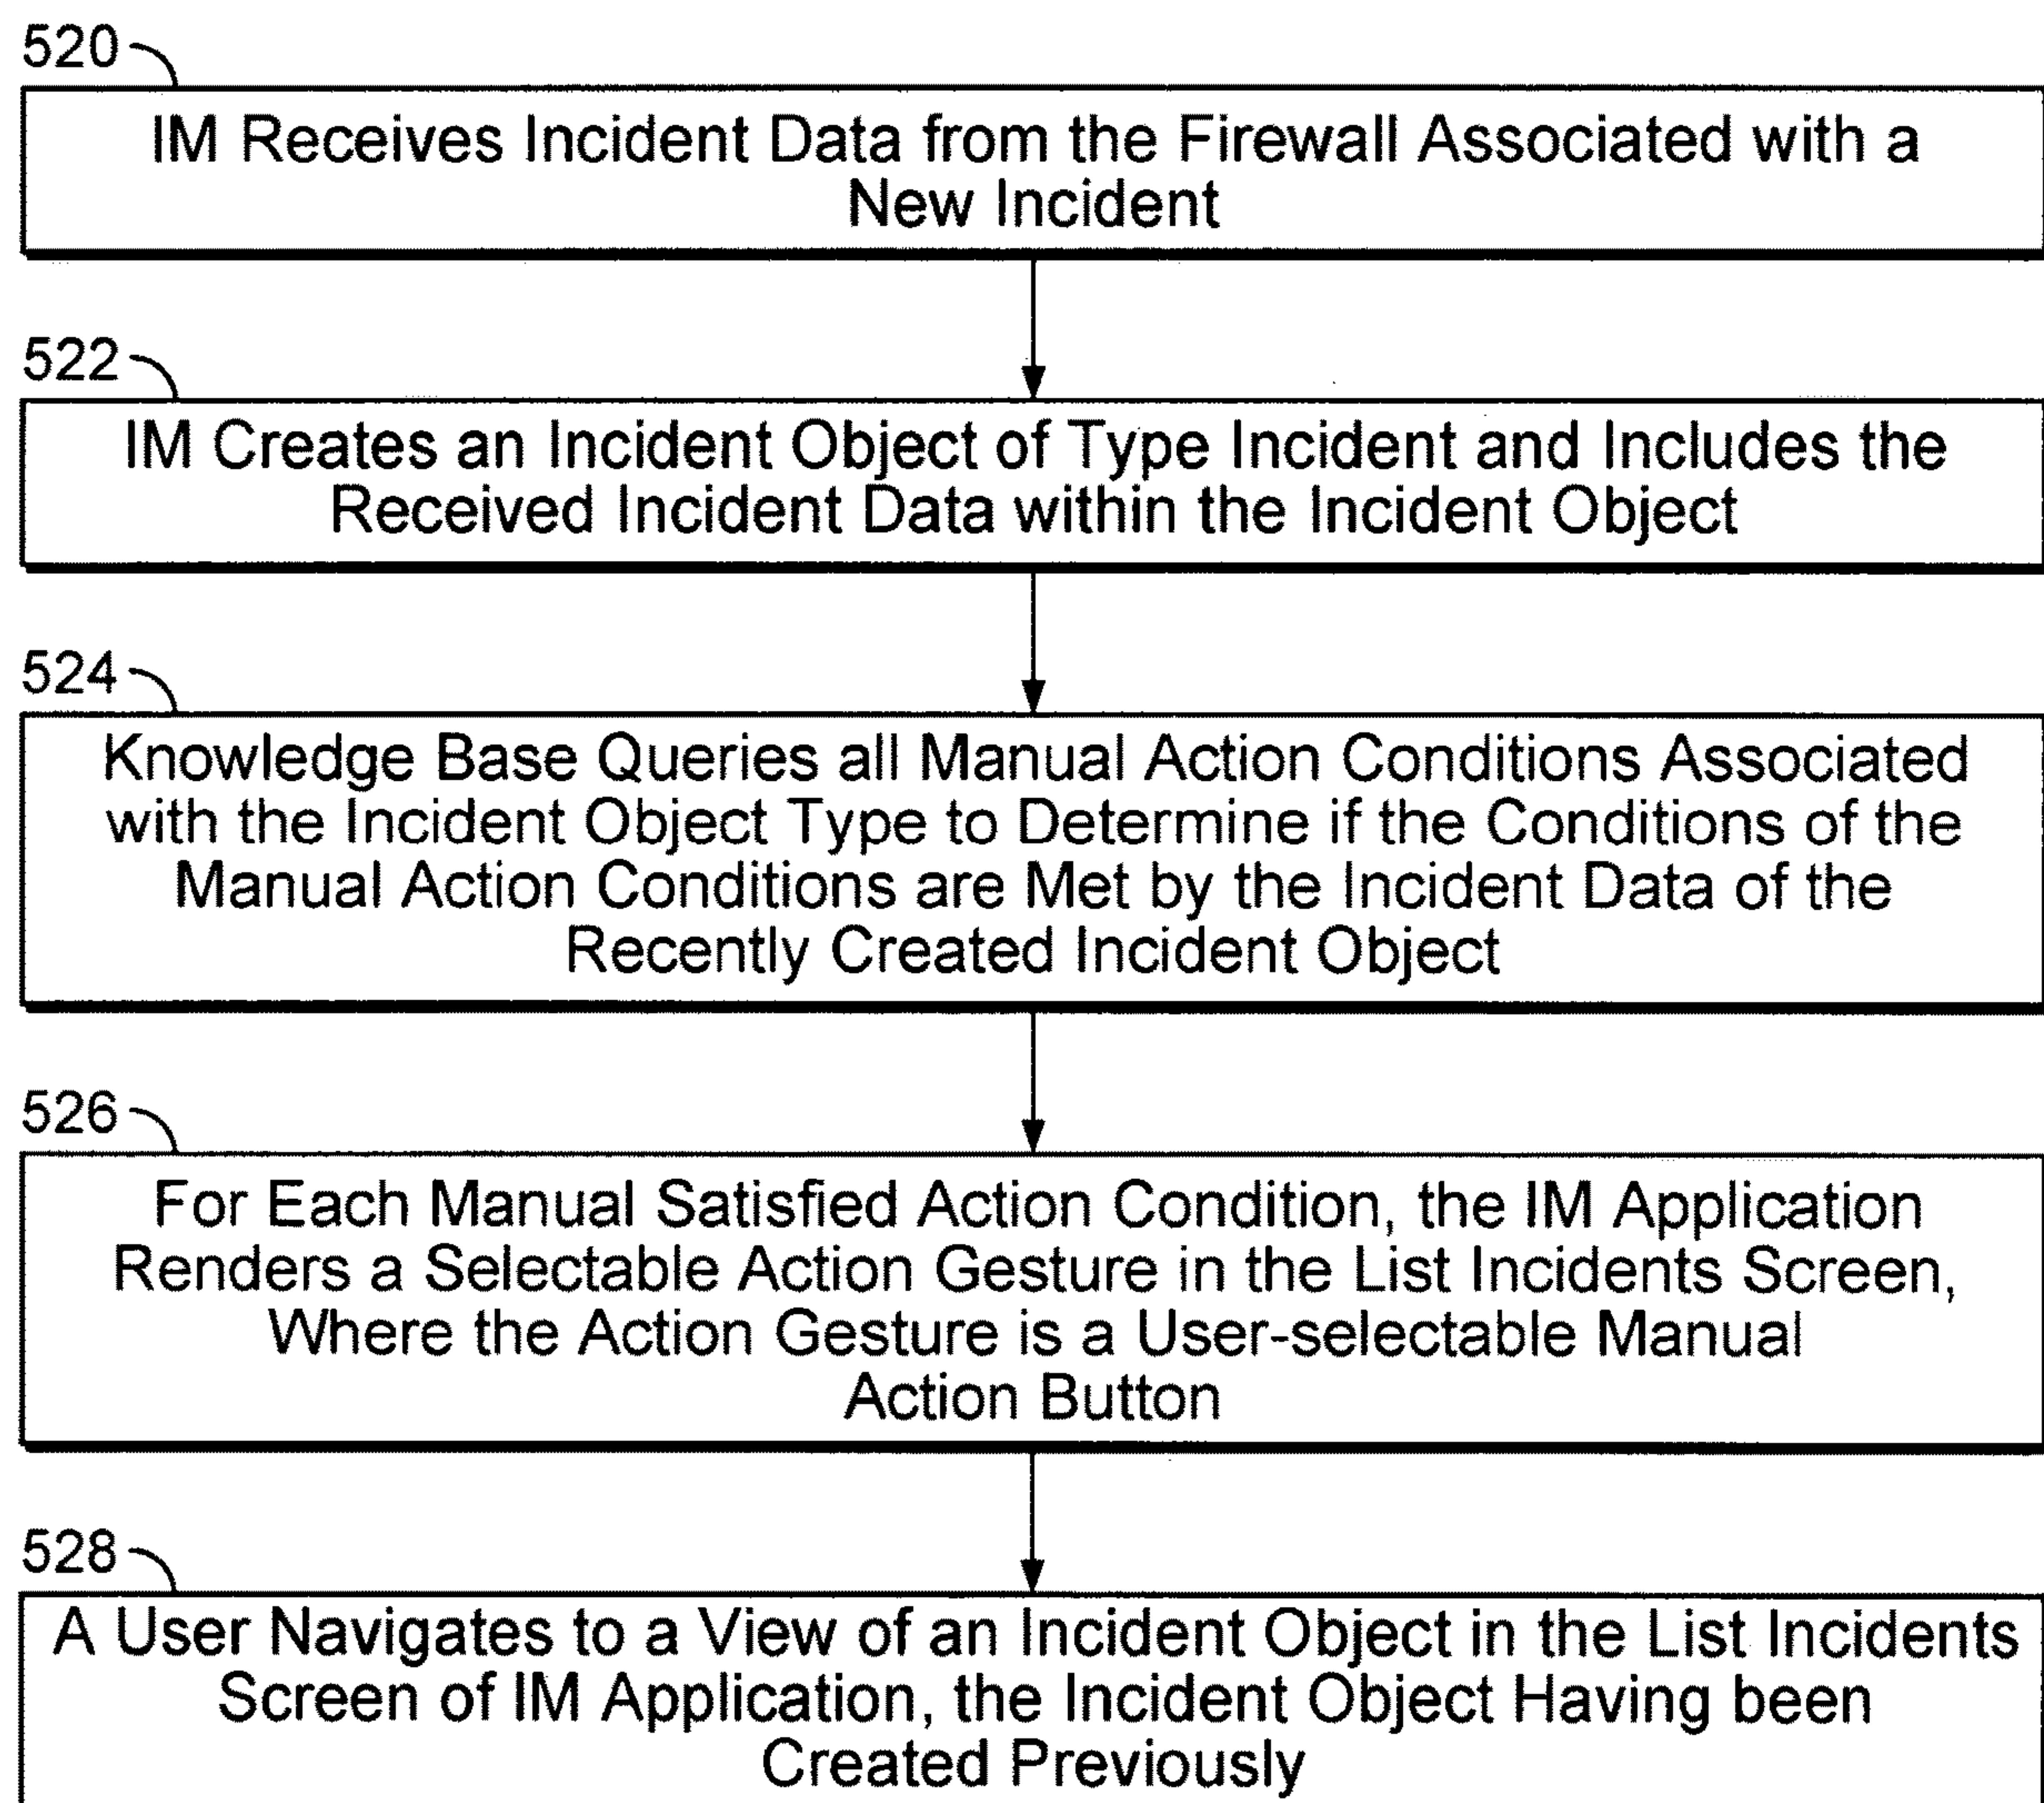 520
IM Receives Incident Data from the Firewall Associated with a
New Incident
522
IM Creates an Incident Object of Type Incident and Includes the
Received Incident Data within the Incident Object
524
Knowledge Base Queries all Manual Action Conditions Associated
with the Incident Object Type to Determine if the Conditions of the
Manual Action Conditions are Met by the Incident Data of the
Recently Created Incident Object
526
For Each Manual Satisfied Action Condition, the IM Application
Renders a Selectable Action Gesture in the List Incidents Screen,
Where the Action Gesture is a User-selectable Manual
Action Button
528
A User Navigates to a View of an Incident Object in the List Incidents
Screen of IM Application, the Incident Object Having been
Created Previously